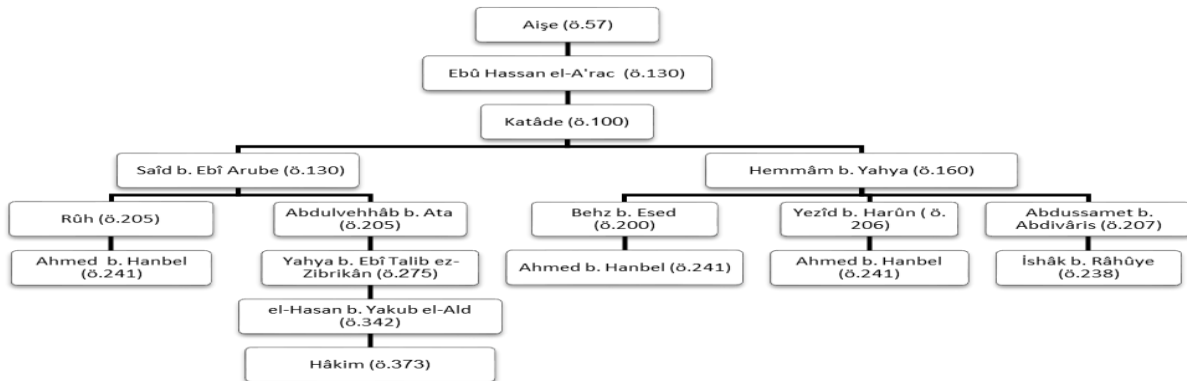 Aişe (ö.57)
Ebû Hassan el-A'rac (ö.130)
Katâde (ö.100)
Saîd b. Ebî Arube (ö.130)
Hemmâm b. Yahya (ö.160)
Rûh (ö.205)
Abdulvehhâb b. Ata
(ö.205)
Behz b. Esed
(ö.200)
Yezîd b. Harûn ( ö.
206)
Abdussamet b.
Abdivâris (ö.207)
Ahmed b. Hanbel
(ö.241)
Yahya b. Ebî Talib ez-
Zibrikân (ö.275)
Ahmed b. Hanbel (ö.241)
Ahmed b. Hanbel
(ö.241)
İshâk b. Râhûye
(ö.238)
el-Hasan b. Yakub el-Ald
(ö.342)
Hâkim (ö.373)